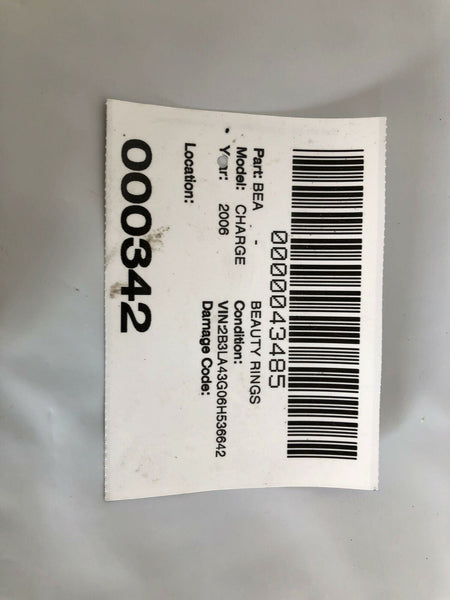 0000043485
Part: BEA - BEAUTY RINGS
Model: CHARGE Condition:
Year: 2006 VIN:2B3LA43G06H536642
Damage Code:
Location:
000342